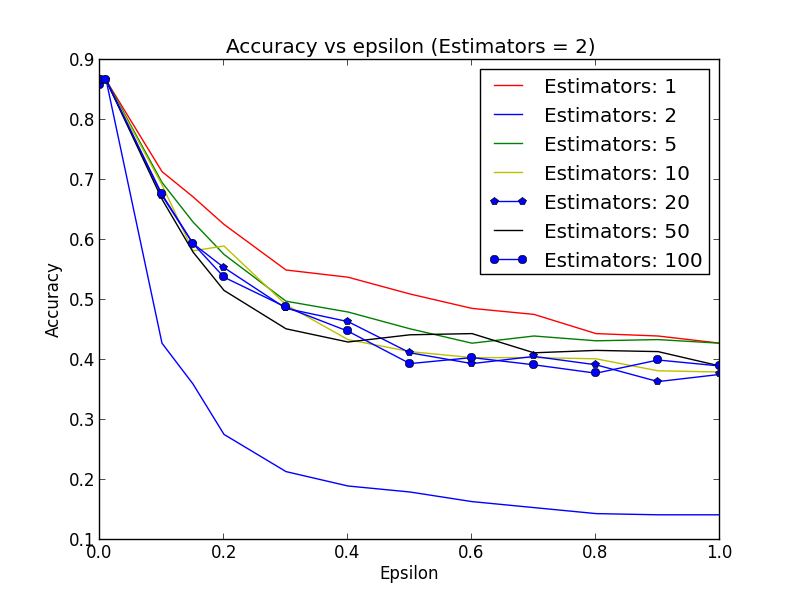 Accuracy vs epsilon (Estimators = 2)
0.9
0.8
0.7
0.6
0.5
0.4
0.3
0.2
0.1
Accuracy
Estimators: 1
Estimators: 2
Estimators: 5
Estimators: 10
Estimators: 20
Estimators: 50
Estimators: 100
0.0 0.2 0.4 0.6 0.8 1.0
Epsilon